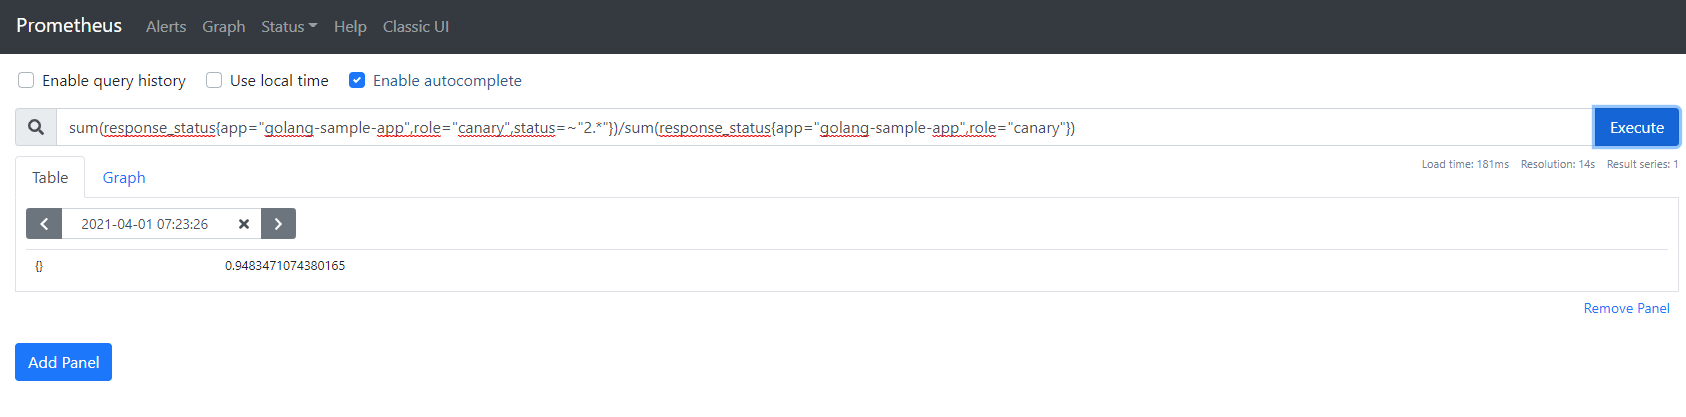 Prometheus Alerts Graph Status Help Classic UI
Enable query history Use local time Enable autocomplete
sum(response_status{app="golang-sample-app",role="canary",status=~"2.*"})/sum(response_status{app="golang-sample-app",role="canary"}) Execute
Load time: 181ms Resolution: 14s Result series: 1
Table Graph
2021-04-01 07:23:26
{} 0.9483471074380165
Remove Panel
Add Panel